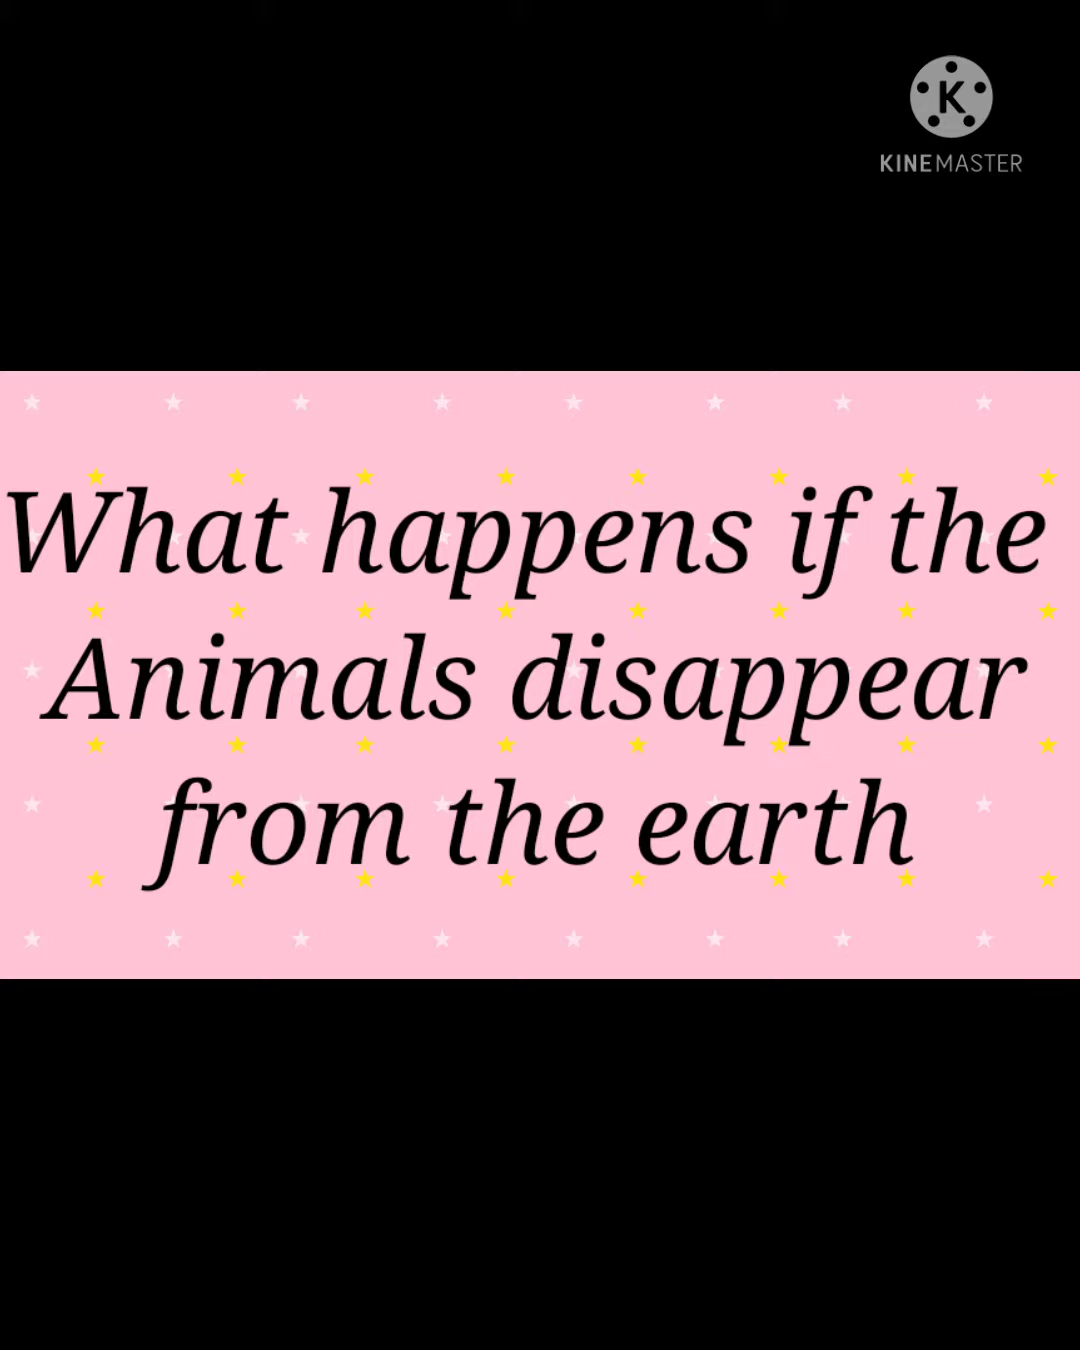 KINEMASTER
What happens if the
Animals disappear
from the earth